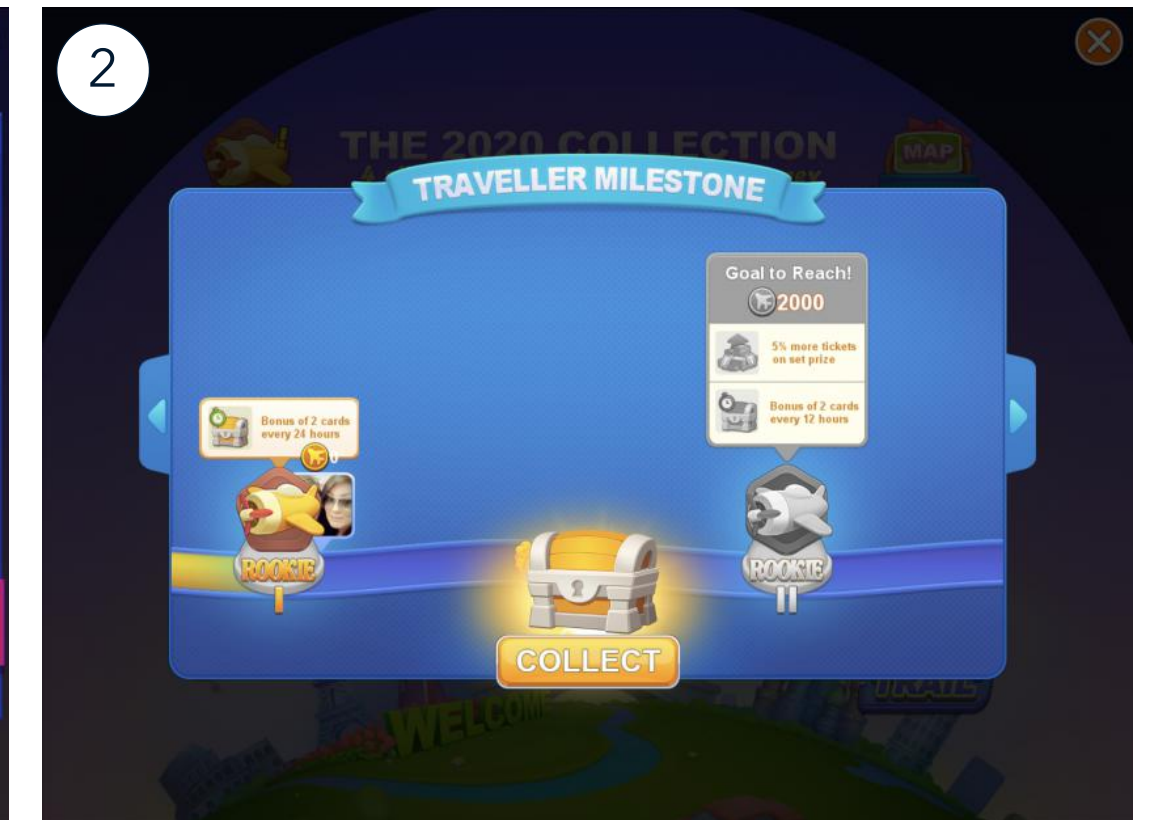 2
THE 2020 COLLECTION
MAP
TRAVELLER MILESTONE
Goal to Reach!
2000
5% more tickets
on set prize
Bonus of 2 cards
every 12 hours
Bonus of 2 cards
every 24 hours
0
ROOKIE
I
ROOKIE
II
COLLECT
TRAIL
WELCOME